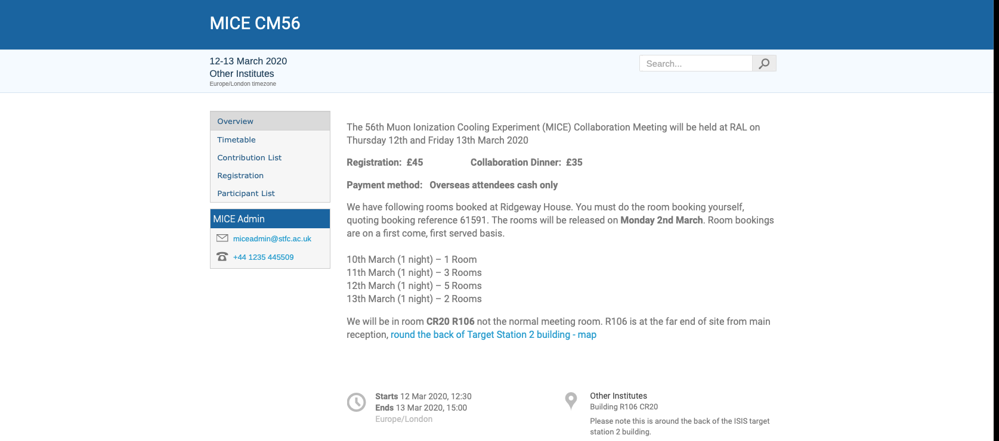 MICE CM56
12-13 March 2020
Other Institutes
Europe/London timezone
Search...
Overview
Timetable
Contribution List
Registration
Participant List
MICE Admin
miceadmin@stfc.ac.uk
+44 1235 445509
The 56th Muon Ionization Cooling Experiment (MICE) Collaboration Meeting will be held at RAL on
Thursday 12th and Friday 13th March 2020
Registration: £45 Collaboration Dinner: £35
Payment method: Overseas attendees cash only
We have following rooms booked at Ridgeway House. You must do the room booking yourself,
quoting booking reference 61591. The rooms will be released on Monday 2nd March. Room bookings
are on a first come, first served basis.
10th March (1 night) – 1 Room
11th March (1 night) – 3 Rooms
12th March (1 night) – 5 Rooms
13th March (1 night) – 2 Rooms
We will be in room CR20 R106 not the normal meeting room. R106 is at the far end of site from main
reception, round the back of Target Station 2 building - map
Starts 12 Mar 2020, 12:30
Ends 13 Mar 2020, 15:00
Europe/London
Other Institutes
Building R106 CR20
Please note this is around the back of the ISIS target
station 2 building.